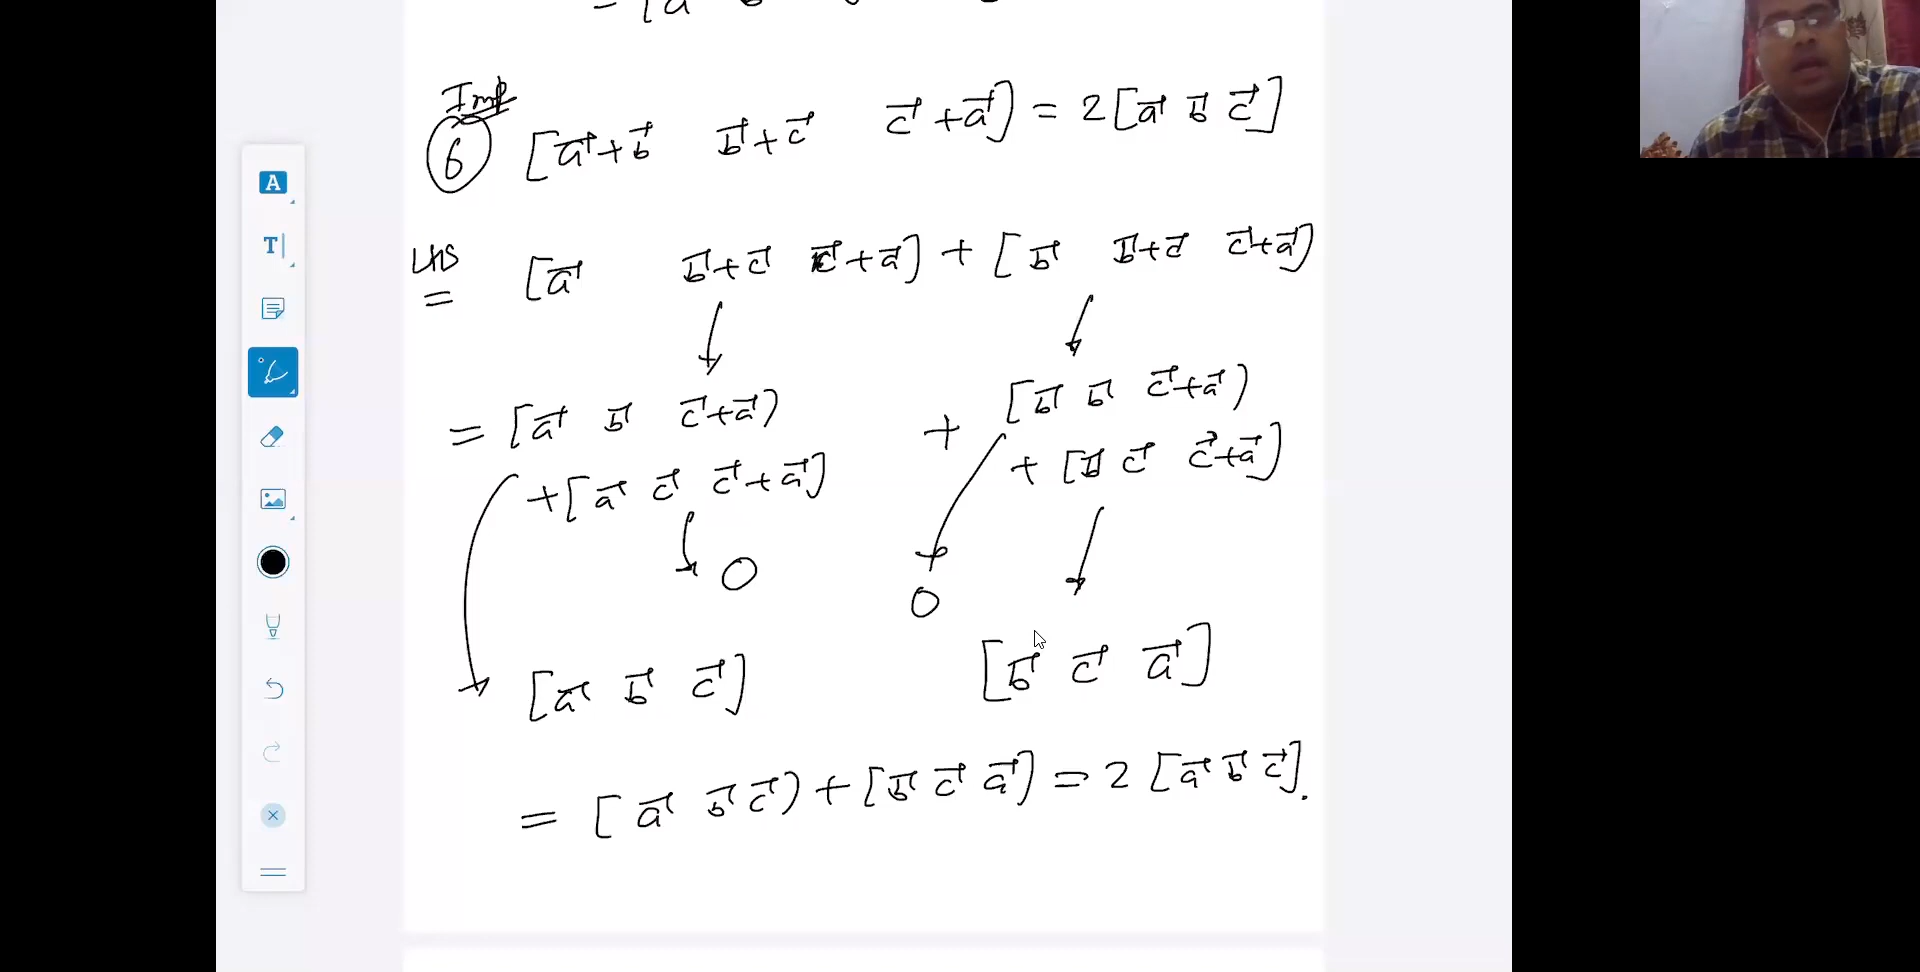 = [a⃗ b
Imp
⑥ [a⃗+b⃗ b⃗+c⃗ c⃗+a⃗] = 2[a⃗ b⃗ c⃗]
LHS
= [a⃗ b⃗+c⃗ c⃗+a⃗] + [b⃗ b⃗+c⃗ c⃗+a⃗]
= [a⃗ b⃗ c⃗+a⃗) + [b⃗ b⃗ c⃗+a⃗)
+[a⃗ c⃗ c⃗+a⃗] + [b⃗ c⃗ c⃗+a⃗]
0 0
[a⃗ b⃗ c⃗] [b⃗ c⃗ a⃗]
= [a⃗ b⃗ c⃗) + [b⃗ c⃗ a⃗) = 2 [a⃗ b⃗ c⃗].
A
T